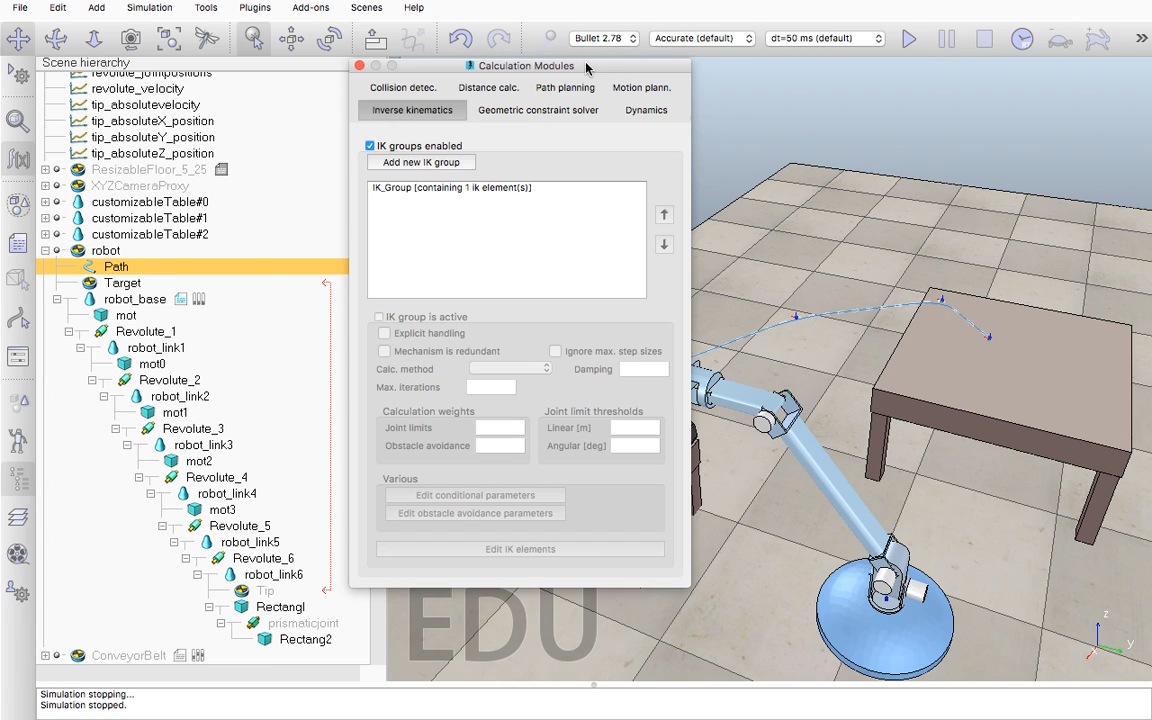 File Edit Add Simulation Tools Plugins Add-ons Scenes Help
Bullet 2.78 Accurate (default) dt=50 ms (default) »
Scene hierarchy
revolute_jointpositions
revolute_velocity
tip_absolutevelocity
tip_absoluteX_position
tip_absoluteY_position
tip_absoluteZ_position
ResizableFloor_5_25
XYZCameraProxy
customizableTable#0
customizableTable#1
customizableTable#2
robot
Path
Target
robot_base
mot
Revolute_1
robot_link1
mot0
Revolute_2
robot_link2
mot1
Revolute_3
robot_link3
mot2
Revolute_4
robot_link4
mot3
Revolute_5
robot_link5
Revolute_6
robot_link6
Tip
Rectangl
prismaticjoint
Rectang2
ConveyorBelt
Calculation Modules
Collision detec. Distance calc. Path planning Motion plann.
Inverse kinematics Geometric constraint solver Dynamics
IK groups enabled
Add new IK group
IK_Group [containing 1 ik element(s)]
IK group is active
Explicit handling
Mechanism is redundant Ignore max. step sizes
Calc. method Damping
Max. iterations
Calculation weights Joint limit thresholds
Joint limits Linear [m]
Obstacle avoidance Angular [deg]
Various
Edit conditional parameters
Edit obstacle avoidance parameters
Edit IK elements
EDU
z
y
x
Simulation stopping...
Simulation stopped.